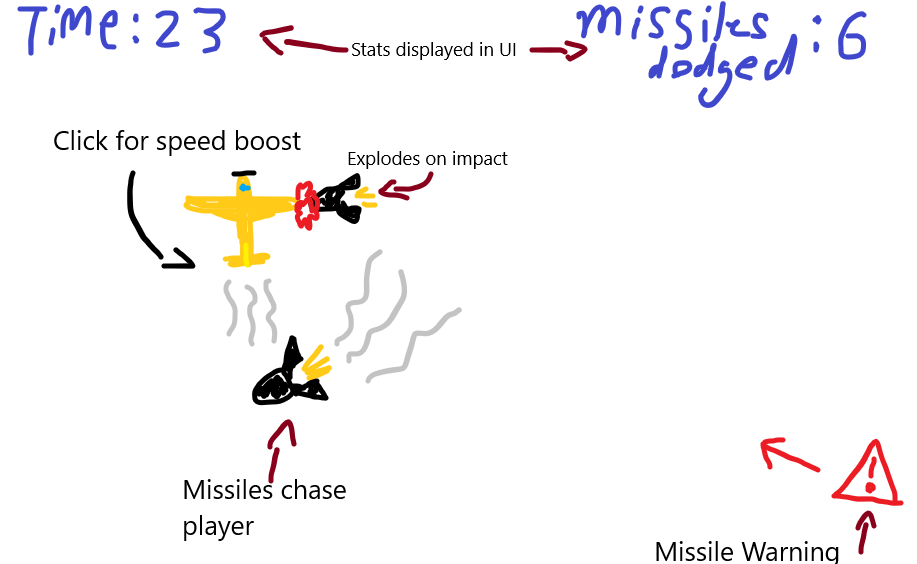 Time: 23
Stats displayed in UI
missiles
dodged : 6
Click for speed boost
Explodes on impact
Missiles chase
player
!
Missile Warning